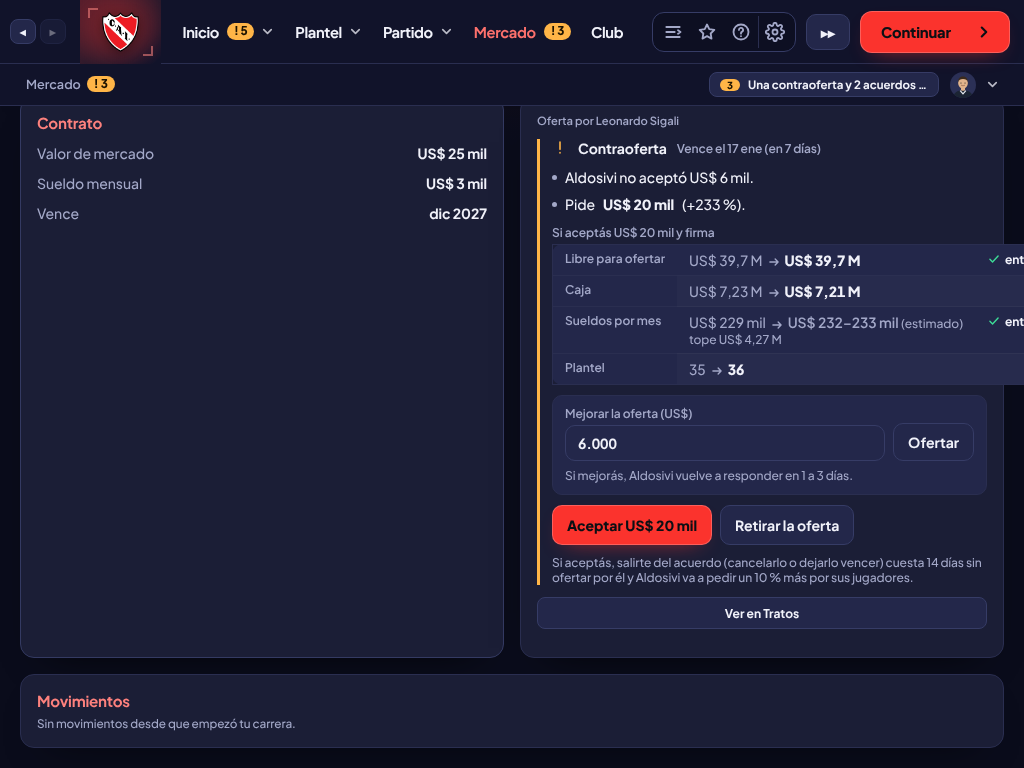 Inicio ! 5
Plantel
Partido
Mercado ! 3
Club
Continuar
Mercado ! 3
3 Una contraoferta y 2 acuerdos ...
Contrato
Valor de mercado US$ 25 mil
Sueldo mensual US$ 3 mil
Vence dic 2027
Oferta por Leonardo Sigali
! Contraoferta Vence el 17 ene (en 7 días)
• Aldosivi no aceptó US$ 6 mil.
• Pide US$ 20 mil (+233 %).
Si aceptás US$ 20 mil y firma
Libre para ofertar US$ 39,7 M → US$ 39,7 M ✓ ent
Caja US$ 7,23 M → US$ 7,21 M
Sueldos por mes US$ 229 mil → US$ 232–233 mil (estimado) ✓ ent
tope US$ 4,27 M
Plantel 35 → 36
Mejorar la oferta (US$)
6.000 Ofertar
Si mejorás, Aldosivi vuelve a responder en 1 a 3 días.
Aceptar US$ 20 mil Retirar la oferta
Si aceptás, salirte del acuerdo (cancelarlo o dejarlo vencer) cuesta 14 días sin
ofertar por él y Aldosivi va a pedir un 10 % más por sus jugadores.
Ver en Tratos
Movimientos
Sin movimientos desde que empezó tu carrera.